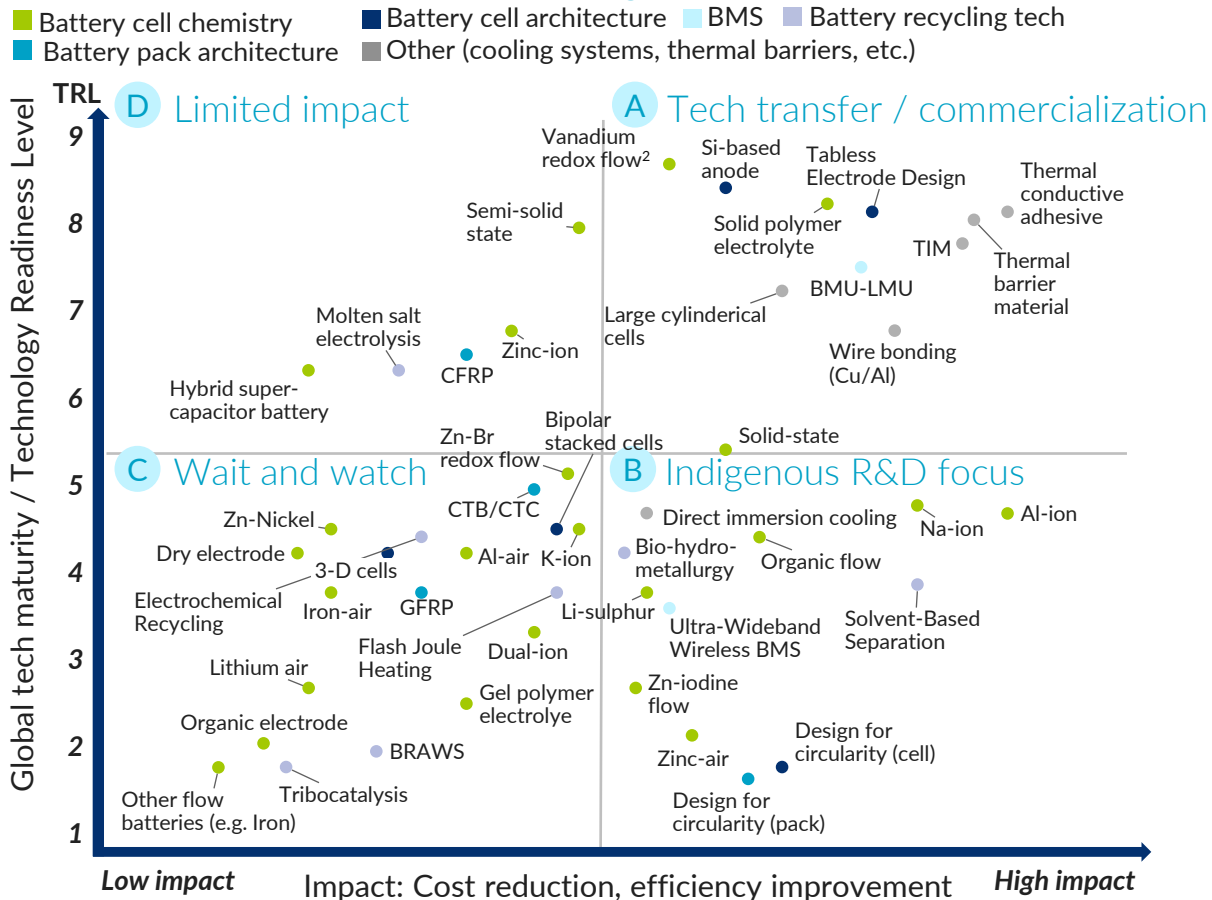 Battery cell chemistry
Battery cell architecture
BMS
Battery recycling tech
Battery pack architecture
Other (cooling systems, thermal barriers, etc.)
TRL
Global tech maturity / Technology Readiness Level
9
8
7
6
5
4
3
2
1
D
Limited impact
A
Tech transfer / commercialization
Vanadium
redox flow²
Si-based
anode
Tabless
Electrode Design
Thermal
conductive
adhesive
Semi-solid
state
Solid polymer
electrolyte
TIM
Thermal
barrier
material
BMU-LMU
Large cylinderical
cells
Wire bonding
(Cu/Al)
Molten salt
electrolysis
Zinc-ion
CFRP
Hybrid super-
capacitor battery
Bipolar
stacked cells
Zn-Br
redox flow
Solid-state
C
Wait and watch
B
Indigenous R&D focus
CTB/CTC
Zn-Nickel
Dry electrode
3-D cells
Al-air
K-ion
Electrochemical
Recycling
Iron-air
GFRP
Flash Joule
Heating
Dual-ion
Lithium air
Gel polymer
electrolye
Organic electrode
BRAWS
Tribocatalysis
Other flow
batteries (e.g. Iron)
Direct immersion cooling
Na-ion
Al-ion
Bio-hydro-
metallurgy
Organic flow
Li-sulphur
Ultra-Wideband
Wireless BMS
Solvent-Based
Separation
Zn-iodine
flow
Zinc-air
Design for
circularity (cell)
Design for
circularity (pack)
Low impact
Impact: Cost reduction, efficiency improvement
High impact